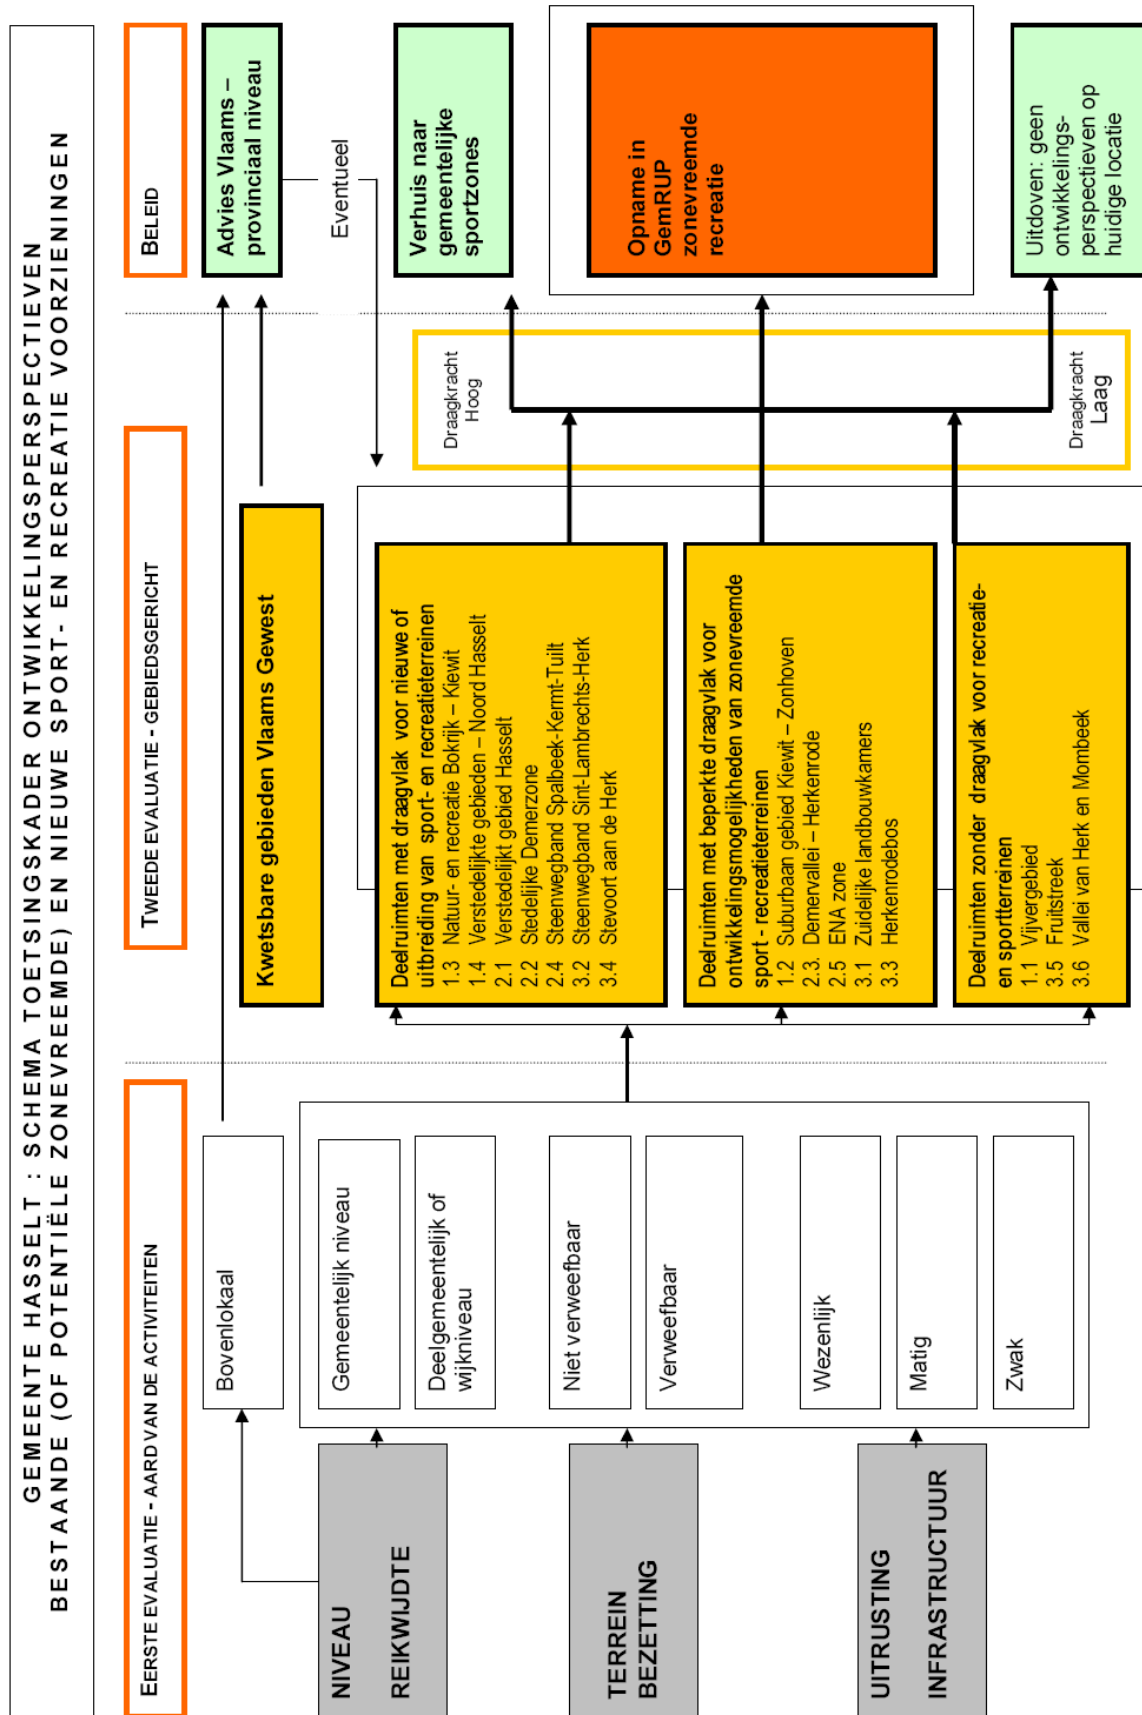 GEMEENTE HASSELT : SCHEMA TOETSINGSKADER ONTWIKKELINGSPERSPECTIEVEN
BESTAANDE (OF POTENTIËLE ZONEVREEMDE) EN NIEUWE SPORT- EN RECREATIE VOORZIENINGEN
EERSTE EVALUATIE - AARD VAN DE ACTIVITEITEN
TWEEDE EVALUATIE - GEBIEDSGERICHT
BELEID
NIVEAU
REIKWIJDTE
TERREIN
BEZETTING
UITRUSTING
INFRASTRUCTUUR
Bovenlokaal
Gemeentelijk niveau
Deelgemeentelijk of
wijkniveau
Niet verweefbaar
Verweefbaar
Wezenlijk
Matig
Zwak
Kwetsbare gebieden Vlaams Gewest
Deelruimten met draagvlak voor nieuwe of
uitbreiding van sport- en recreatieterreinen
1.3 Natuur- en recreatie Bokrijk – Kiewit
1.4 Verstedelijkte gebieden – Noord Hasselt
2.1 Verstedelijkt gebied Hasselt
2.2 Stedelijke Demerzone
2.4 Steenwegband Spalbeek-Kermt-Tuilt
3.2 Steenwegband Sint-Lambrechts-Herk
3.4 Stevoort aan de Herk
Deelruimten met beperkte draagvlak voor
ontwikkelingsmogelijkheden van zonevreemde
sport - recreatieterreinen
1.2 Suburbaan gebied Kiewit – Zonhoven
2.3. Demervallei – Herkenrode
2.5 ENA zone
3.1 Zuidelijke landbouwkamers
3.3 Herkenrodebos
Deelruimten zonder draagvlak voor recreatie-
en sportterreinen
1.1 Vijvergebied
3.5 Fruitstreek
3.6 Vallei van Herk en Mombeek
Draagkracht
Hoog
Draagkracht
Laag
Advies Vlaams –
provinciaal niveau
Eventueel
Verhuis naar
gemeentelijke
sportzones
Opname in
GemRUP
zonevreemde
recreatie
Uitdoven: geen
ontwikkelings-
perspectieven op
huidige locatie